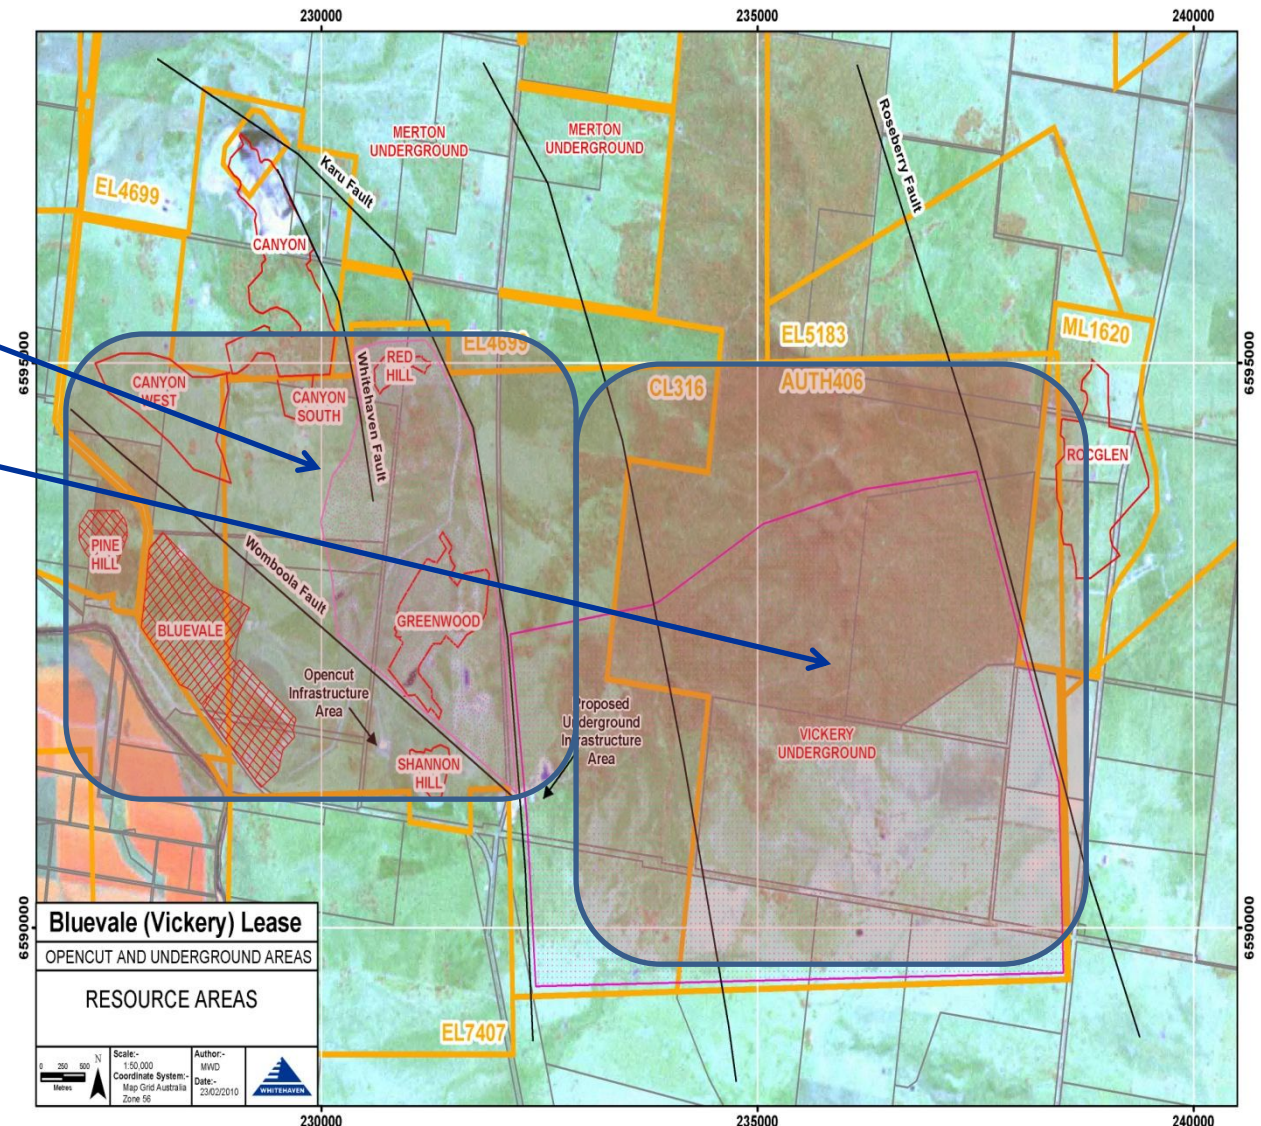 230000
235000
240000
MERTON
UNDERGROUND
MERTON
UNDERGROUND
Roseberry Fault
Karu Fault
EL4699
CANYON
EL5183
ML1620
EL4699
6595000
6595000
RED
HILL
CANYON
WEST
CANYON
SOUTH
Whitehaven Fault
CL316
AUTH406
ROCGLEN
PINE
HILL
Womboola Fault
BLUEVALE
GREENWOOD
Opencut
Infrastructure
Area
Proposed
Underground
Infrastructure
Area
VICKERY
UNDERGROUND
SHANNON
HILL
6590000
6590000
Bluevale (Vickery) Lease
OPENCUT AND UNDERGROUND AREAS
RESOURCE AREAS
EL7407
0 250 500
Metres
N
Scale:-
1:50,000
Coordinate System:-
Map Grid Australia
Zone 56
Author:-
MWD
Date:-
23/02/2010
WHITEHAVEN
230000
235000
240000